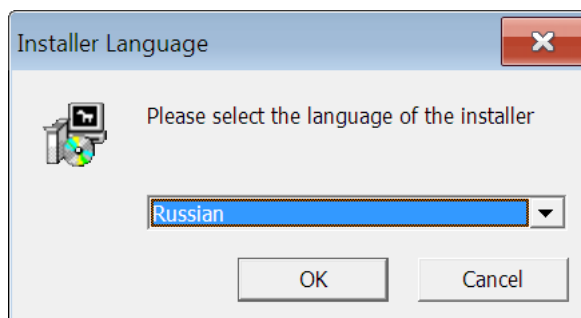 Installer Language
Please select the language of the installer
Russian
OK
Cancel